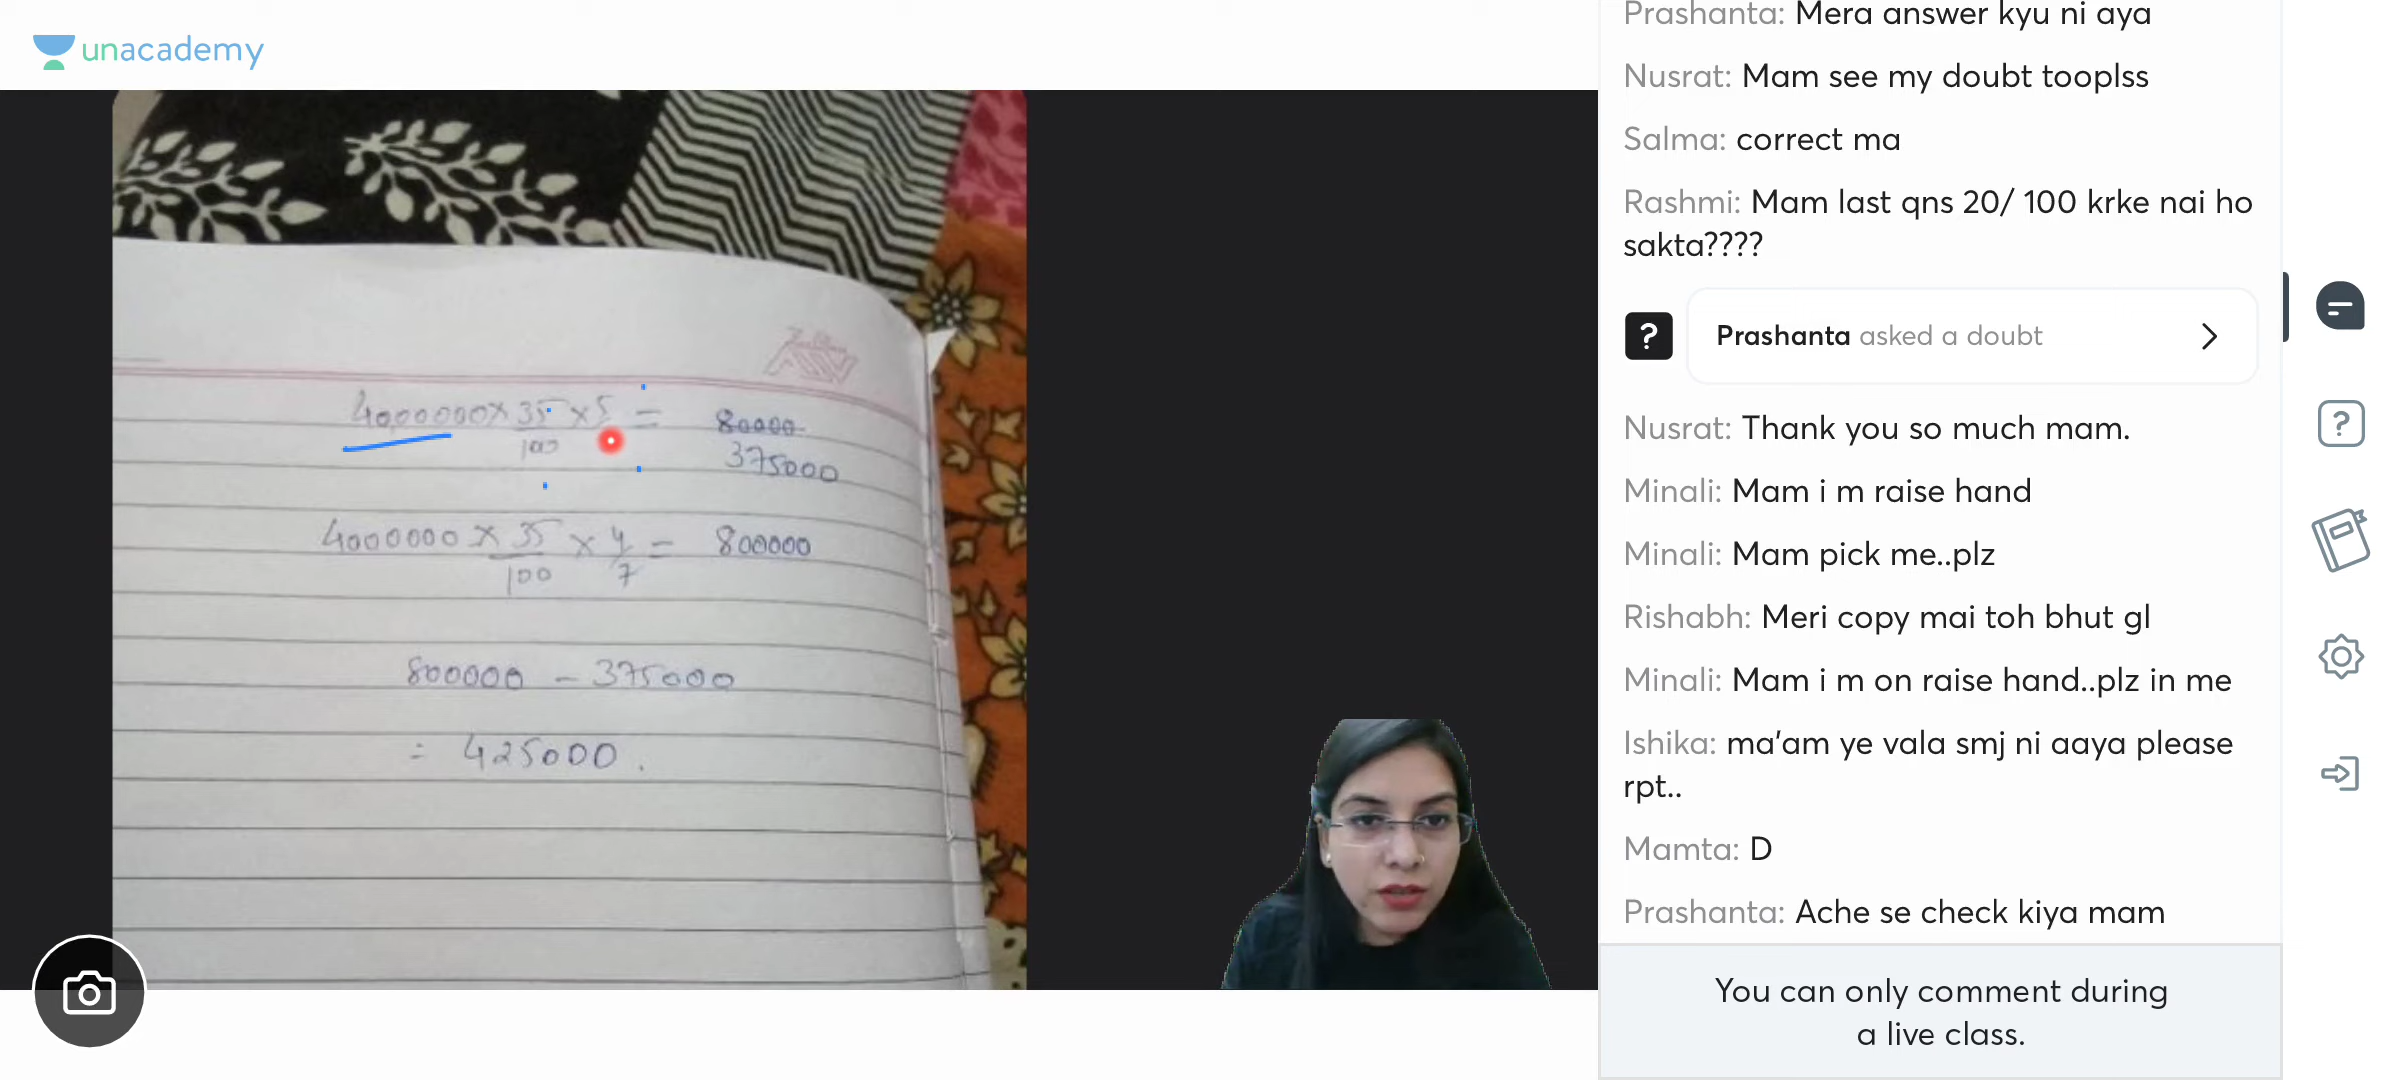 unacademy
4000000 × 35/100 × 5 = 80000
375000
4000000 × 35/100 × 4/7 = 800000
800000 - 375000
= 425000.
Prashanta: Mera answer kyu ni aya
Nusrat: Mam see my doubt tooplss
Salma: correct ma
Rashmi: Mam last qns 20/ 100 krke nai ho
sakta????
? Prashanta asked a doubt
Nusrat: Thank you so much mam.
Minali: Mam i m raise hand
Minali: Mam pick me..plz
Rishabh: Meri copy mai toh bhut gl
Minali: Mam i m on raise hand..plz in me
Ishika: ma'am ye vala smj ni aaya please
rpt..
Mamta: D
Prashanta: Ache se check kiya mam
You can only comment during
a live class.
?